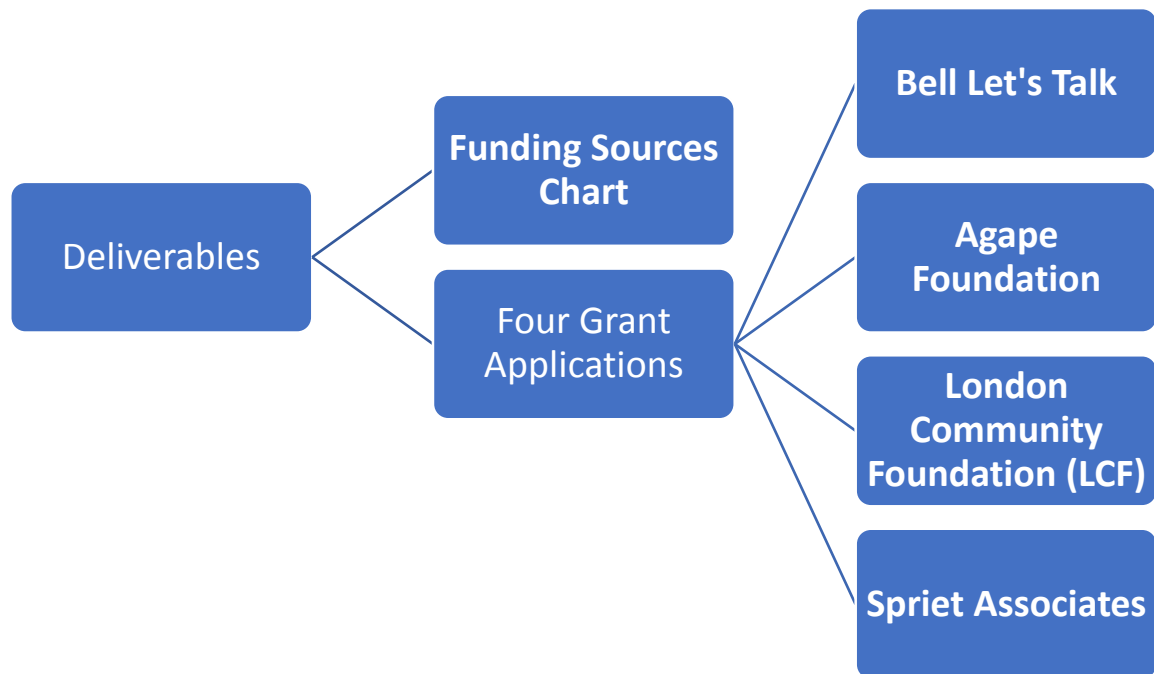 Deliverables
Funding Sources
Chart
Four Grant
Applications
Bell Let's Talk
Agape
Foundation
London
Community
Foundation (LCF)
Spriet Associates